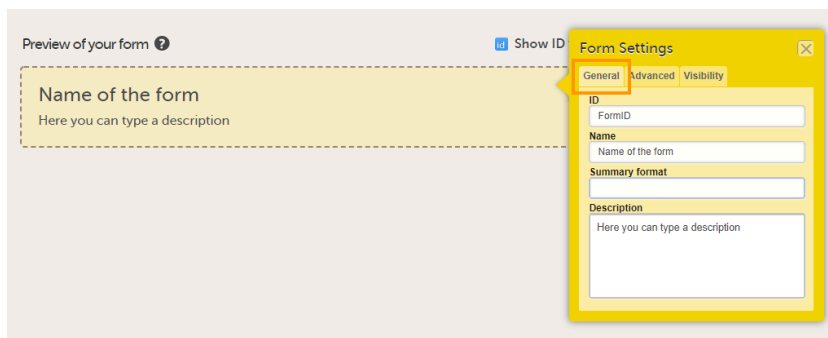 Preview of your form ?
id Show ID
Name of the form
Here you can type a description
Form Settings
General Advanced Visibility
ID
FormID
Name
Name of the form
Summary format
Description
Here you can type a description